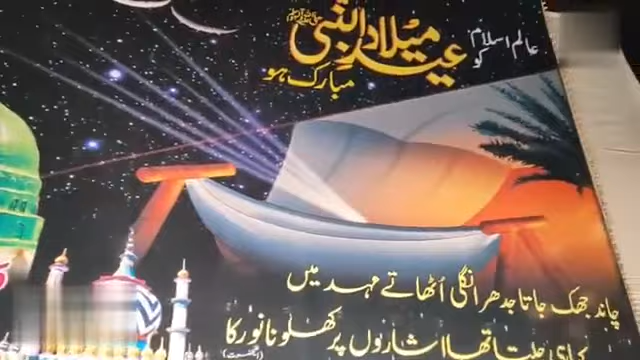 عالم اسلام کو
عید میلاد النبی ﷺ
مبارک ہو
چاند جھک جاتا جدھر انگلی اُٹھاتے مہد میں
کیا ہی چلتا تھا اشاروں پر کھلونا نور کا